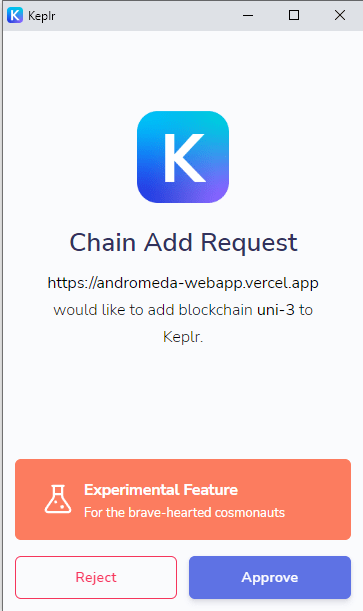 Keplr
K
Chain Add Request
https://andromeda-webapp.vercel.app
would like to add blockchain uni-3 to
Keplr.
Experimental Feature
For the brave-hearted cosmonauts
Reject
Approve